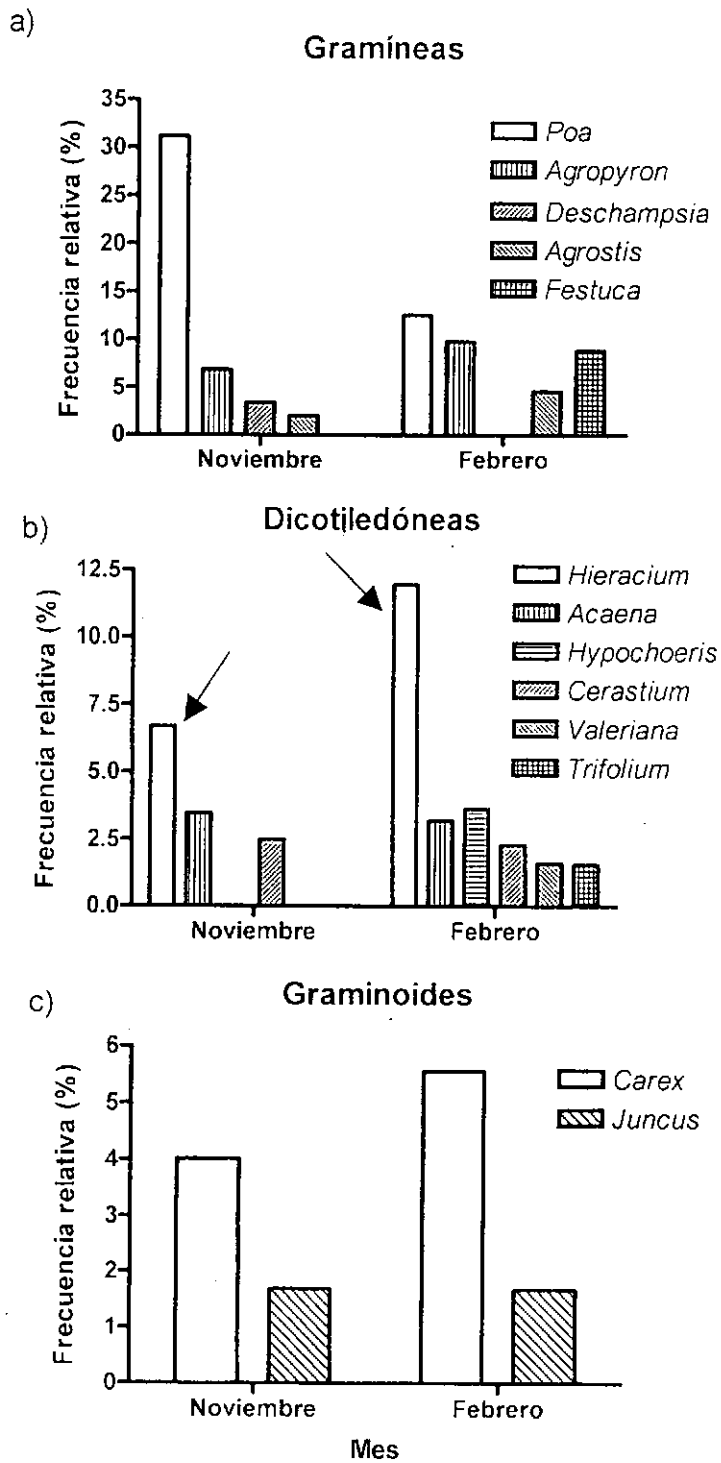 a)
Gramíneas
Frecuencia relativa (%)
35
30
25
20
15
10
5
0
Noviembre
Febrero
Poa
Agropyron
Deschampsia
Agrostis
Festuca
b)
Dicotiledóneas
Frecuencia relativa (%)
12.5
10.0
7.5
5.0
2.5
0.0
Noviembre
Febrero
Hieracium
Acaena
Hypochoeris
Cerastium
Valeriana
Trifolium
c)
Graminoides
Frecuencia relativa (%)
6
5
4
3
2
1
0
Noviembre
Febrero
Carex
Juncus
Mes